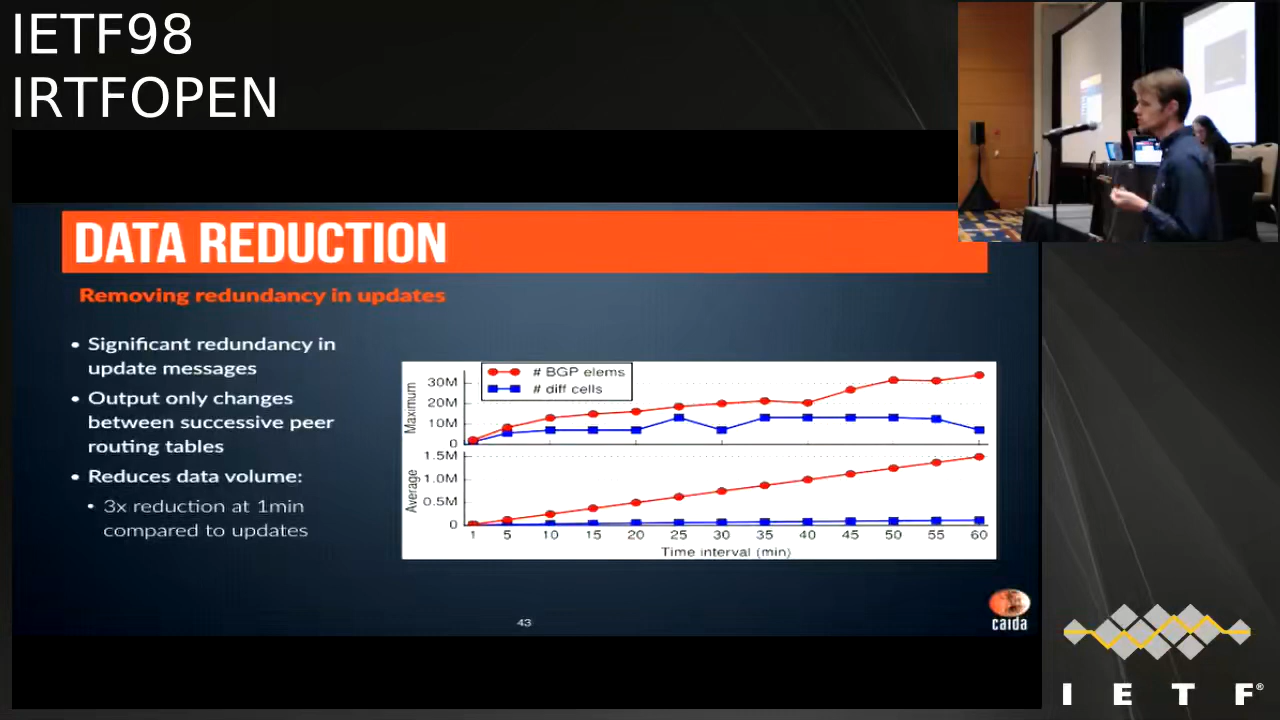 IETF98
IRTFOPEN
DATA REDUCTION
Removing redundancy in updates
• Significant redundancy in
update messages
• Output only changes
between successive peer
routing tables
• Reduces data volume:
• 3x reduction at 1min
compared to updates
# BGP elems
# diff cells
Maximum
30M
20M
10M
0
Average
1.5M
1.0M
0.5M
0
1 5 10 15 20 25 30 35 40 45 50 55 60
Time interval (min)
43
caida
I E T F®